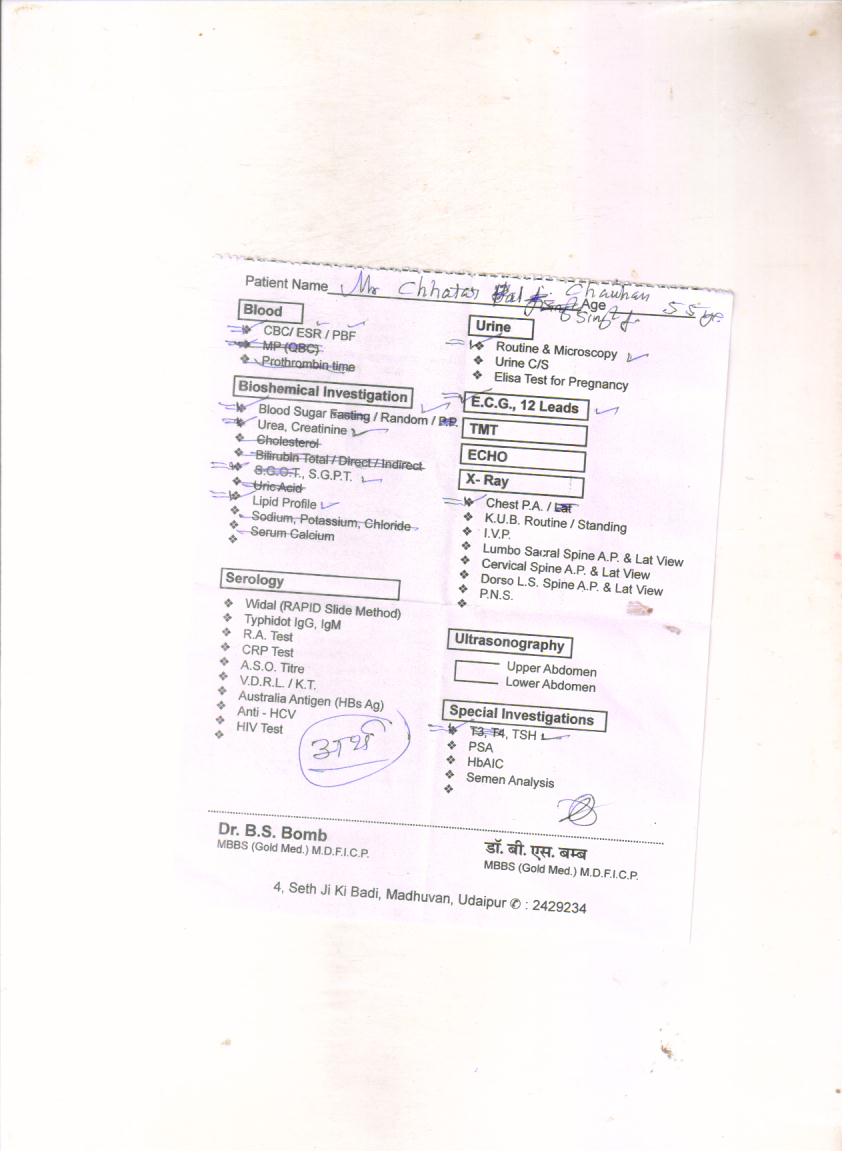 Patient Name Mr Chhatar Chauhan
Singh Ji
Age 55 yr.
Blood
CBC/ ESR / PBF
MP (QBC)
Prothrombin time
Bioshemical Investigation
Blood Sugar Fasting / Random / P.P.
Urea, Creatinine
Cholesterol
Bilirubin Total / Direct / Indirect
S.G.O.T., S.G.P.T.
Uric Acid
Lipid Profile
Sodium, Potassium, Chloride
Serum Calcium
Serology
Widal (RAPID Slide Method)
Typhidot IgG, IgM
R.A. Test
CRP Test
A.S.O. Titre
V.D.R.L. / K.T.
Australia Antigen (HBs Ag)
Anti - HCV
HIV Test
Urine
Routine & Microscopy
Urine C/S
Elisa Test for Pregnancy
E.C.G., 12 Leads
TMT
ECHO
X- Ray
Chest P.A. / Lat
K.U.B. Routine / Standing
I.V.P.
Lumbo Sacral Spine A.P. & Lat View
Cervical Spine A.P. & Lat View
Dorso L.S. Spine A.P. & Lat View
P.N.S.
Ultrasonography
Upper Abdomen
Lower Abdomen
Special Investigations
T3, T4, TSH
PSA
HbAIC
Semen Analysis
Dr. B.S. Bomb
MBBS (Gold Med.) M.D.F.I.C.P.
डॉ. बी. एस. बम्ब
MBBS (Gold Med.) M.D.F.I.C.P.
4, Seth Ji Ki Badi, Madhuvan, Udaipur ✆ : 2429234